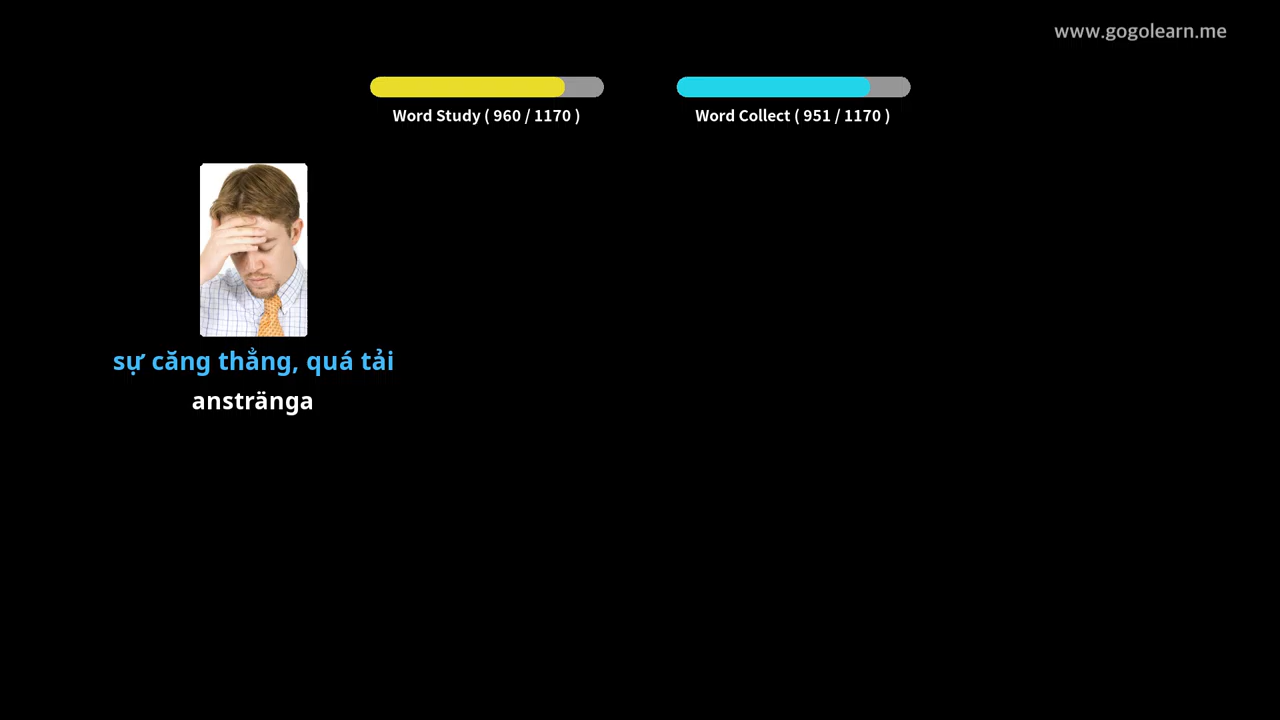 www.gogolearn.me
Word Study ( 960 / 1170 )
Word Collect ( 951 / 1170 )
sự căng thẳng, quá tải
anstränga